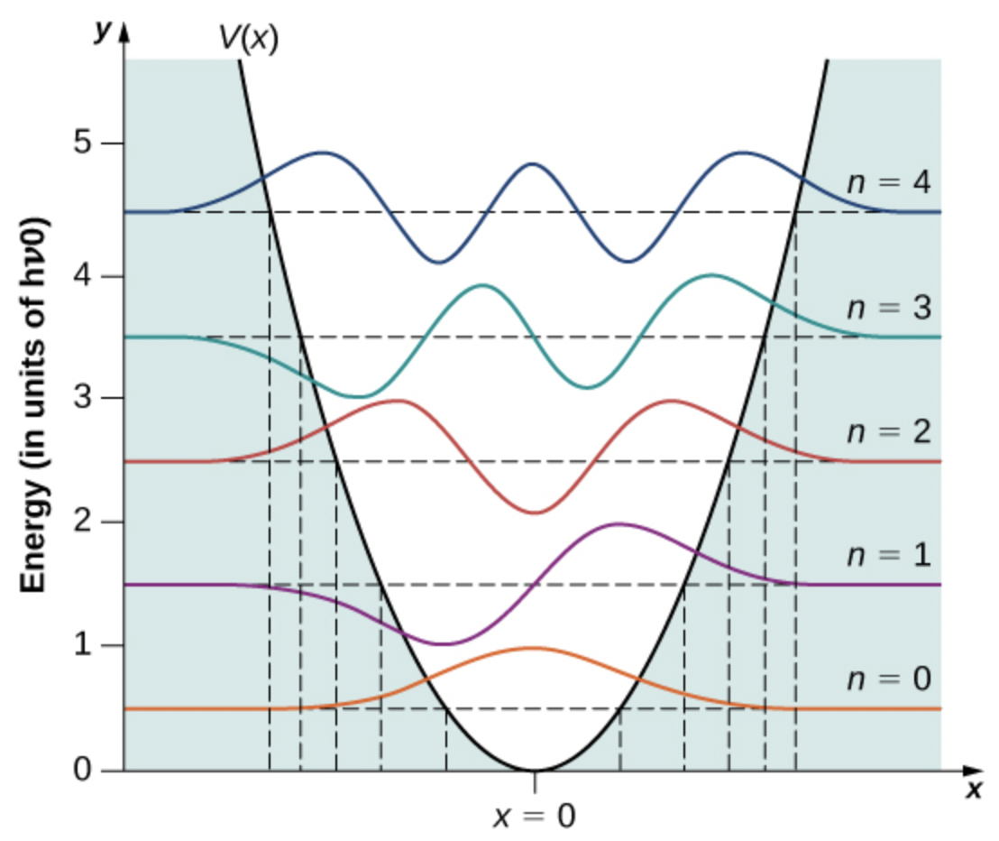 y
V(x)
5
n = 4
4
n = 3
3
n = 2
2
n = 1
1
n = 0
0
x
x = 0
Energy (in units of hν0)